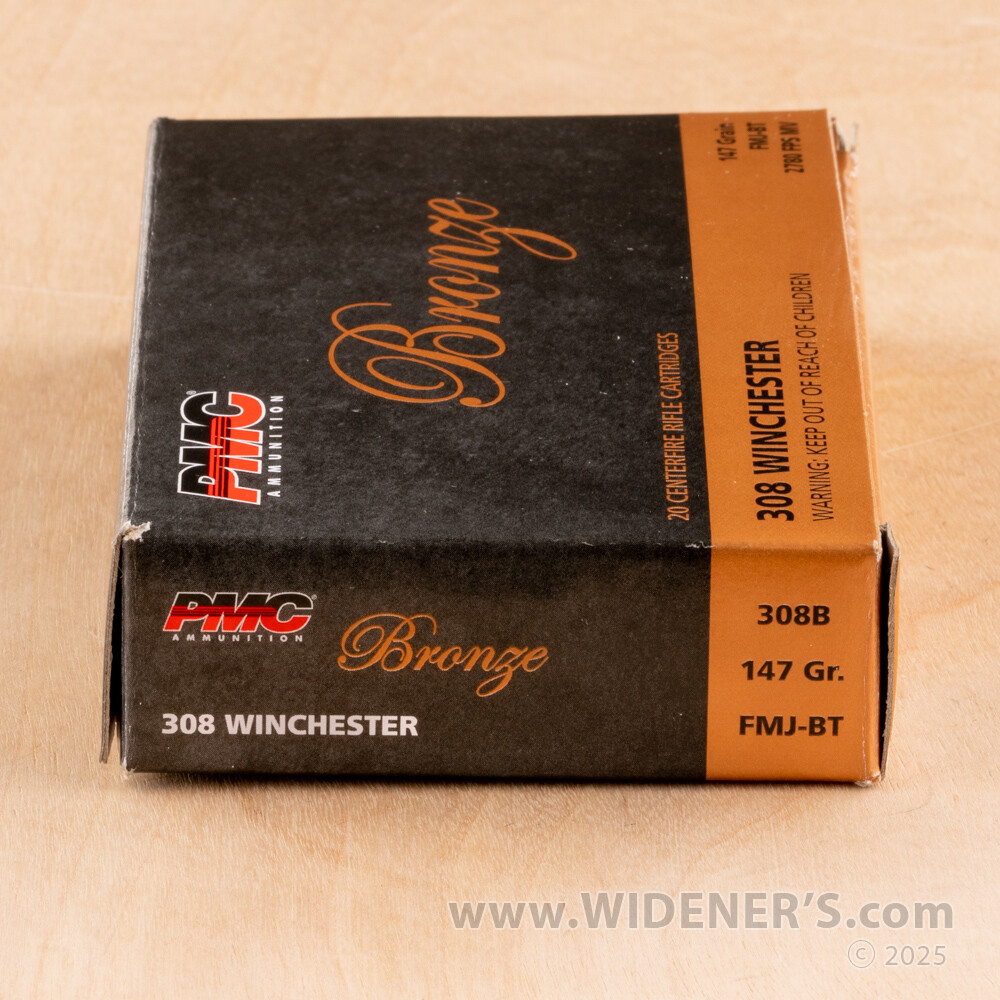 147 Grain
FMJ-BT
2780 FPS MV
Bronze
PMC®
AMMUNITION
20 CENTERFIRE RIFLE CARTRIDGES
308 WINCHESTER
WARNING: KEEP OUT OF REACH OF CHILDREN
PMC®
AMMUNITION
Bronze
308 WINCHESTER
308B
147 Gr.
FMJ-BT
www.WIDENER'S.com
© 2025